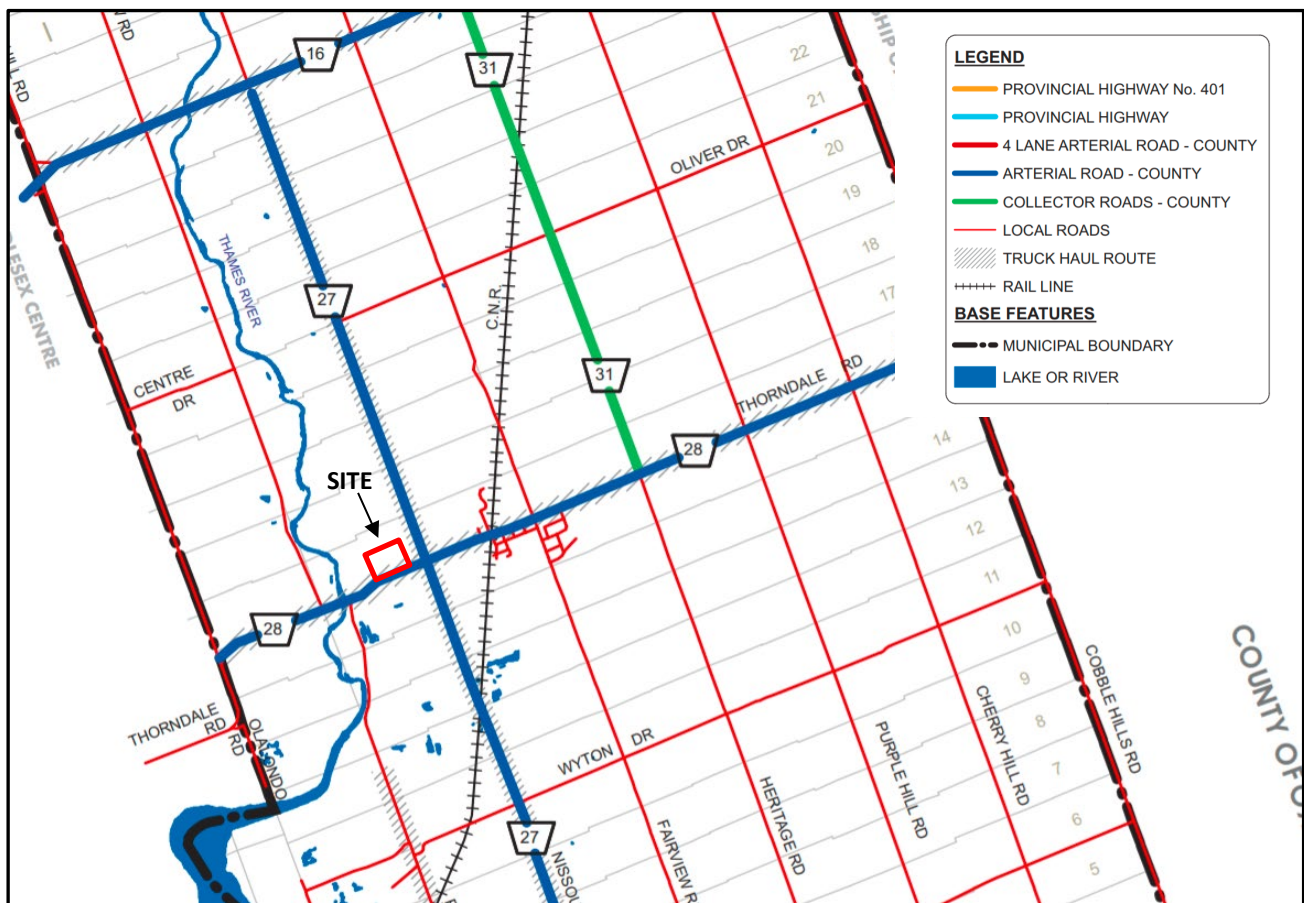 16
31
22
21
20
19
18
17
OLIVER DR
THAMES RIVER
27
C.N.R.
31
CENTRE
DR
THORNDALE RD
28
14
13
12
11
10
9
8
7
6
5
SITE
28
THORNDALE
RD
RD
WYTON DR
27
HERITAGE RD
PURPLE HILL RD
CHERRY HILL RD
COBBLE HILLS RD
FAIRVIEW R
COUNTY OF
LEGEND
PROVINCIAL HIGHWAY No. 401
PROVINCIAL HIGHWAY
4 LANE ARTERIAL ROAD - COUNTY
ARTERIAL ROAD - COUNTY
COLLECTOR ROADS - COUNTY
LOCAL ROADS
TRUCK HAUL ROUTE
RAIL LINE
BASE FEATURES
MUNICIPAL BOUNDARY
LAKE OR RIVER